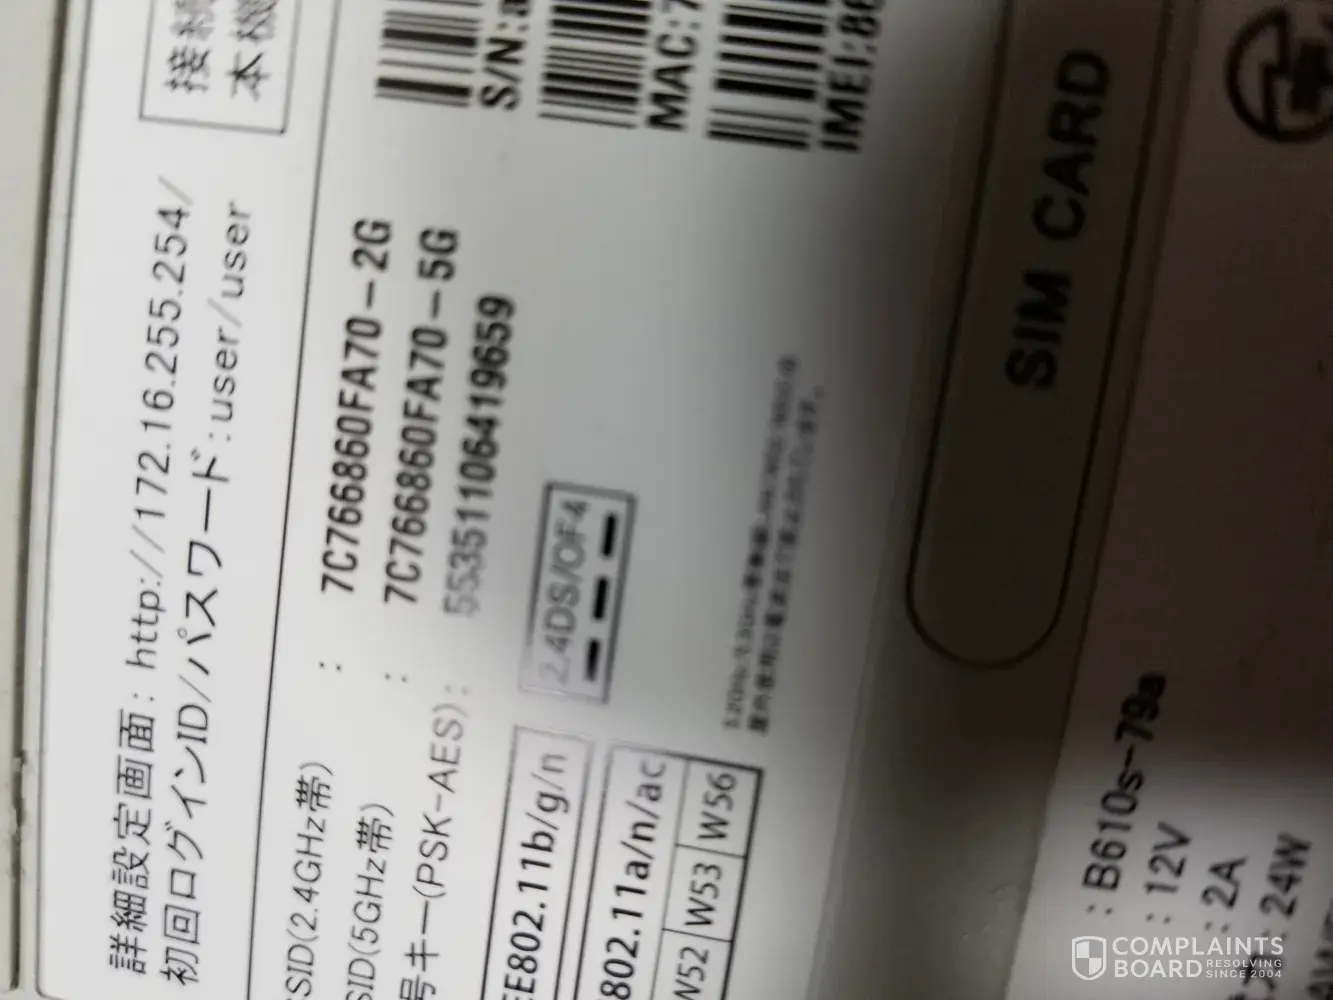 接続
本機
詳細設定画面: http://172.16.255.254/
初回ログインID/パスワード:user/user
S/N:a
MAC:7
IMEI:86
SSID(2.4GHz帯) : 7C766860FA70-2G
SSID(5GHz帯) : 7C766860FA70-5G
号キー(PSK-AES): 55351106419659
EE802.11b/g/n
2.4DS/OF4
802.11a/n/ac
W52 W53 W56
SIM CARD
: B610s-79a
: 12V
: 2A
: 24W
COMPLAINTS
BOARD
RESOLVING
SINCE 2004